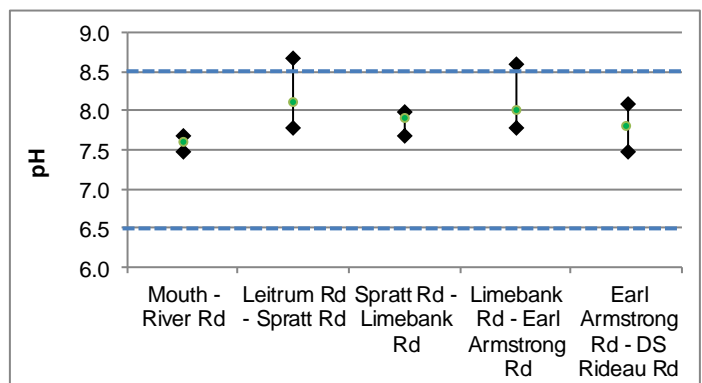 9.0
8.5
8.0
7.5
7.0
6.5
6.0
pH
Mouth -
River Rd
Leitrum Rd
- Spratt Rd
Spratt Rd -
Limebank
Rd
Limebank
Rd - Earl
Armstrong
Rd
Earl
Armstrong
Rd - DS
Rideau Rd